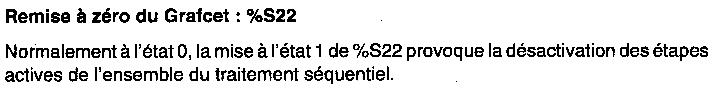 Remise à zéro du Grafcet : %S22
Normalement à l'état 0, la mise à l'état 1 de %S22 provoque la désactivation des étapes
actives de l'ensemble du traitement séquentiel.